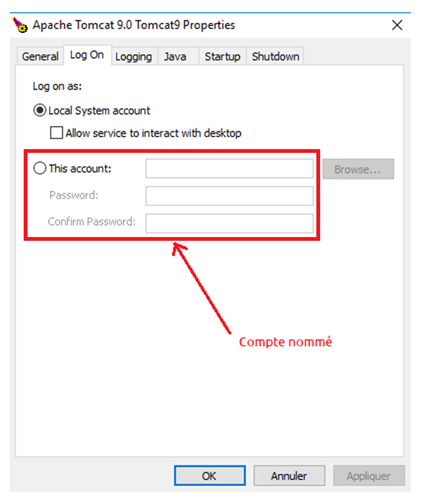 Apache Tomcat 9.0 Tomcat9 Properties
General Log On Logging Java Startup Shutdown
Log on as:
Local System account
Allow service to interact with desktop
This account: Browse...
Password:
Confirm Password:
Compte nommé
OK Annuler Appliquer